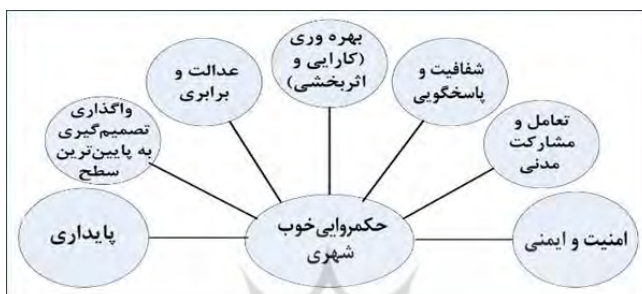 بهره وری
(کارایی و
اثربخشی)
شفافیت و
پاسخگویی
عدالت و
برابری
تعامل و
مشارکت
مدنی
واگذاری
تصمیم‌گیری
به پایین‌ترین
سطح
امنیت و ایمنی
حکمروایی‌خوب
شهری
پایداری